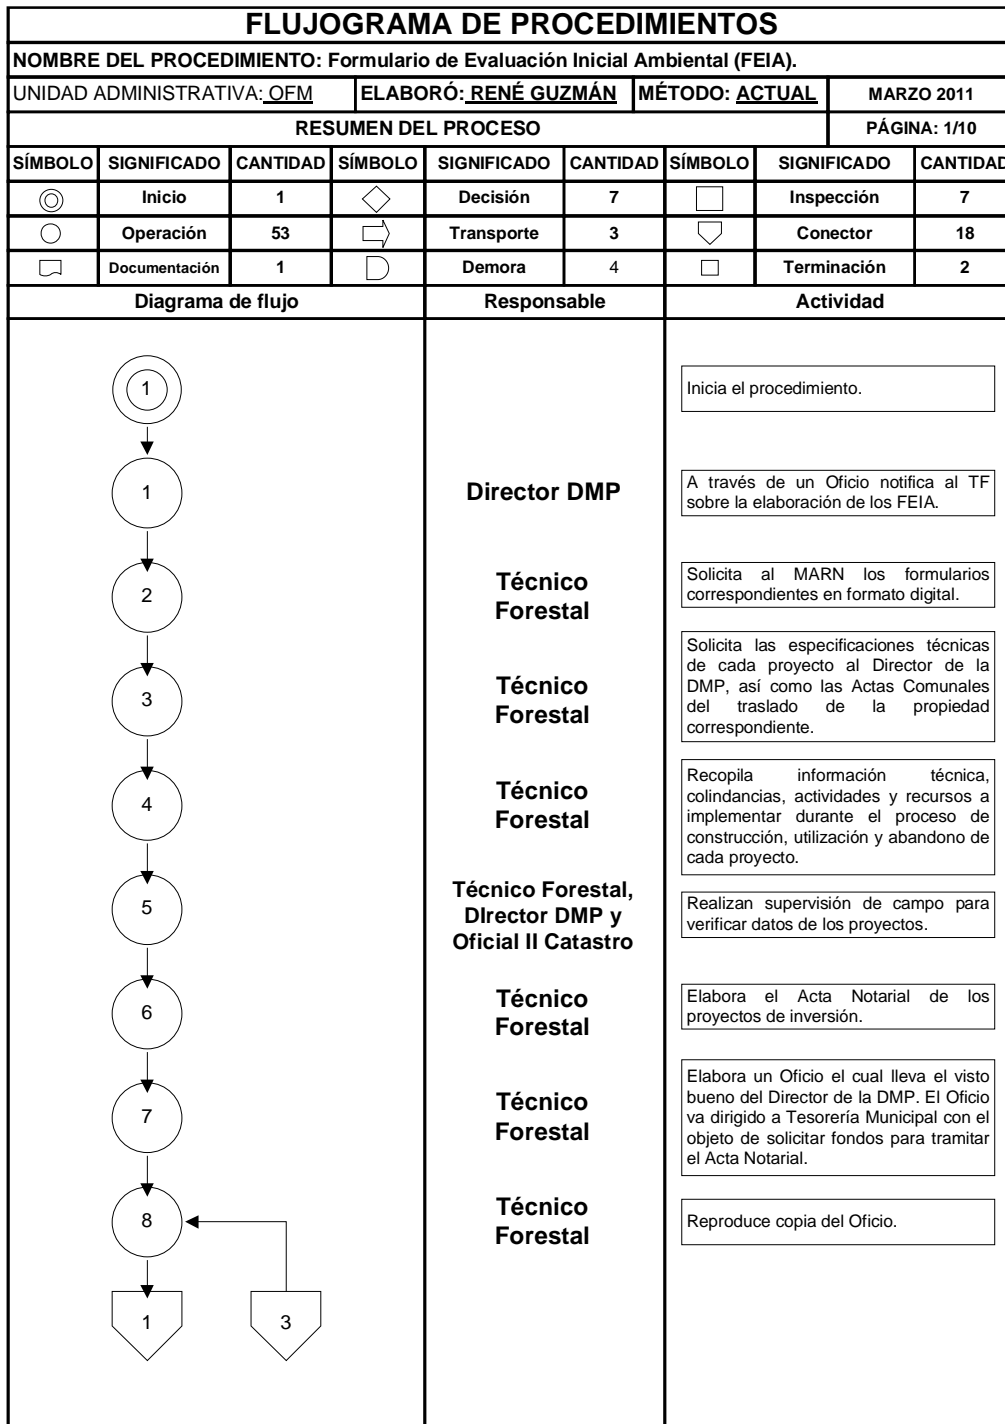 FLUJOGRAMA DE PROCEDIMIENTOS
NOMBRE DEL PROCEDIMIENTO: Formulario de Evaluación Inicial Ambiental (FEIA).
UNIDAD ADMINISTRATIVA: OFM ELABORÓ: RENÉ GUZMÁN MÉTODO: ACTUAL MARZO 2011
RESUMEN DEL PROCESO PÁGINA: 1/10
SÍMBOLO SIGNIFICADO CANTIDAD SÍMBOLO SIGNIFICADO CANTIDAD SÍMBOLO SIGNIFICADO CANTIDAD
Inicio 1 Decisión 7 Inspección 7
Operación 53 Transporte 3 Conector 18
Documentación 1 Demora 4 Terminación 2
Diagrama de flujo Responsable Actividad
1
Inicia el procedimiento.
1
Director DMP
A través de un Oficio notifica al TF
sobre la elaboración de los FEIA.
2
Técnico
Forestal
Solicita al MARN los formularios
correspondientes en formato digital.
3
Técnico
Forestal
Solicita las especificaciones técnicas
de cada proyecto al Director de la
DMP, así como las Actas Comunales
del traslado de la propiedad
correspondiente.
4
Técnico
Forestal
Recopila información técnica,
colindancias, actividades y recursos a
implementar durante el proceso de
construcción, utilización y abandono de
cada proyecto.
5
Técnico Forestal,
DIrector DMP y
Oficial II Catastro
Realizan supervisión de campo para
verificar datos de los proyectos.
6
Técnico
Forestal
Elabora el Acta Notarial de los
proyectos de inversión.
7
Técnico
Forestal
Elabora un Oficio el cual lleva el visto
bueno del Director de la DMP. El Oficio
va dirigido a Tesorería Municipal con el
objeto de solicitar fondos para tramitar
el Acta Notarial.
8
Técnico
Forestal
Reproduce copia del Oficio.
1 3